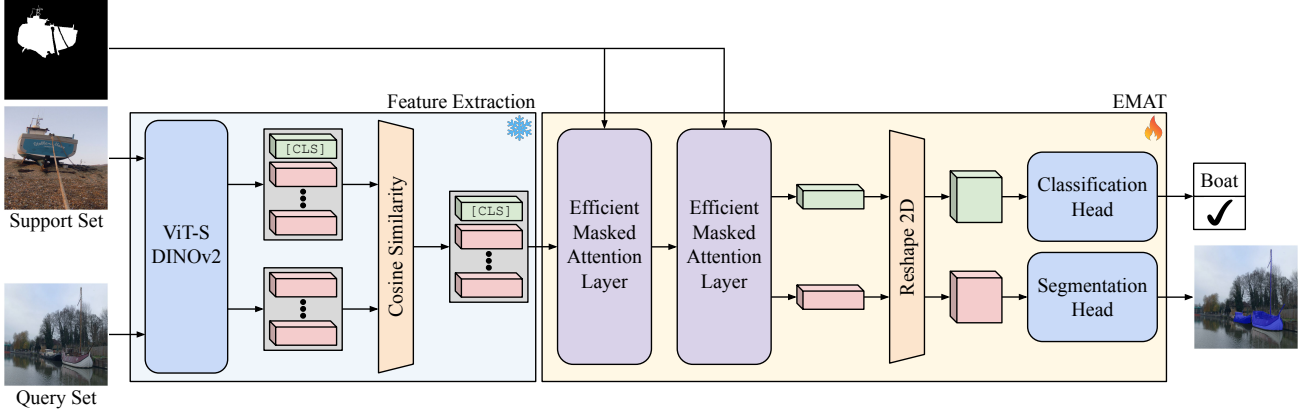 Feature Extraction
EMAT
Support Set
Query Set
ViT-S
DINOv2
[CLS]
Cosine Similarity
[CLS]
Efficient
Masked
Attention
Layer
Efficient
Masked
Attention
Layer
Reshape 2D
Classification
Head
Segmentation
Head
Boat